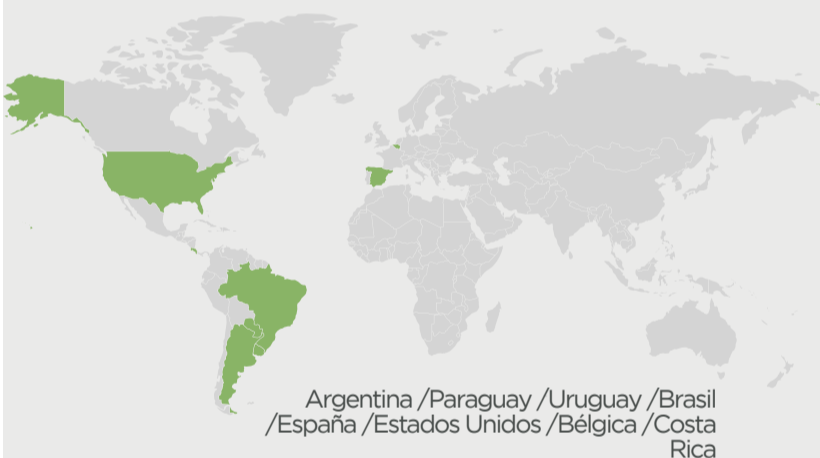 Argentina /Paraguay /Uruguay /Brasil
/España /Estados Unidos /Bélgica /Costa
Rica